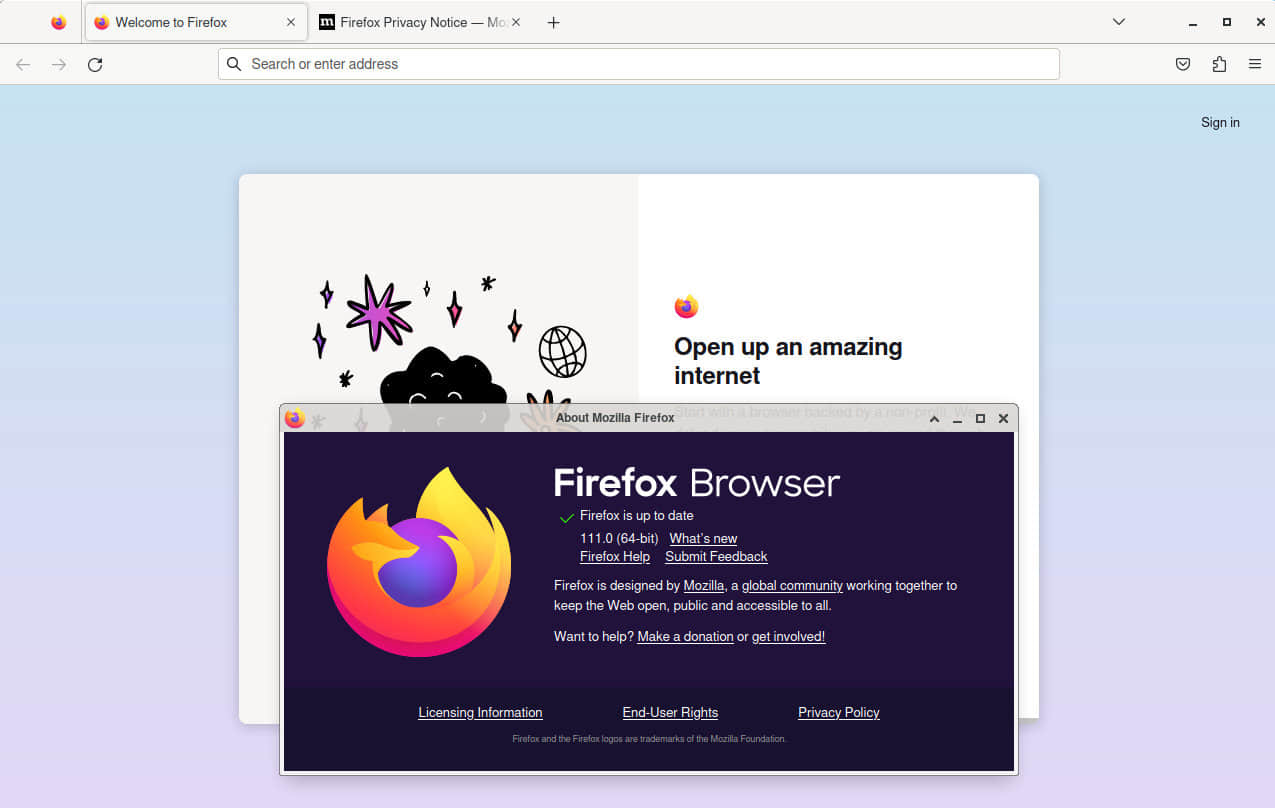 Welcome to Firefox
Firefox Privacy Notice — Mo
Search or enter address
Sign in
Open up an amazing
internet
Start with a browser backed by a non-profit. We
About Mozilla Firefox
Firefox Browser
Firefox is up to date
111.0 (64-bit) What's new
Firefox Help Submit Feedback
Firefox is designed by Mozilla, a global community working together to
keep the Web open, public and accessible to all.
Want to help? Make a donation or get involved!
Licensing Information End-User Rights Privacy Policy
Firefox and the Firefox logos are trademarks of the Mozilla Foundation.